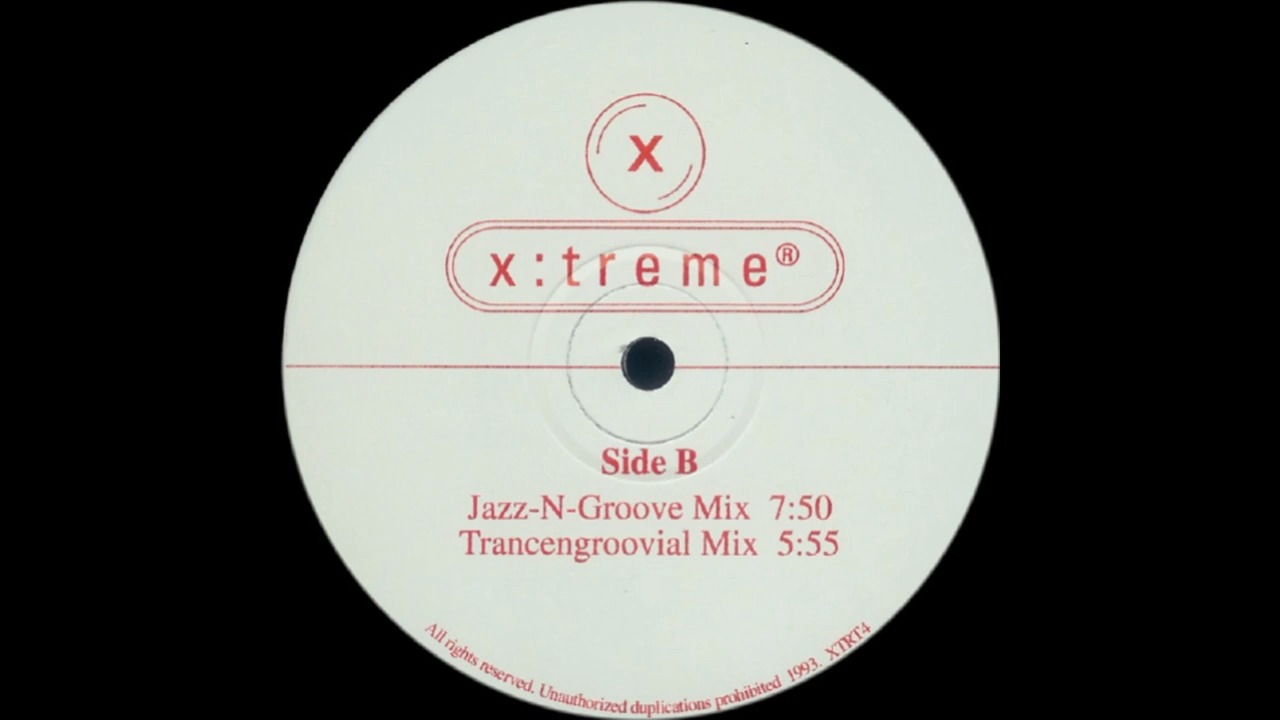 x
x:treme®
Side B
Jazz-N-Groove Mix 7:50
Trancengroovial Mix 5:55
All rights reserved. Unauthorized duplications prohibited 1993. XTRT4